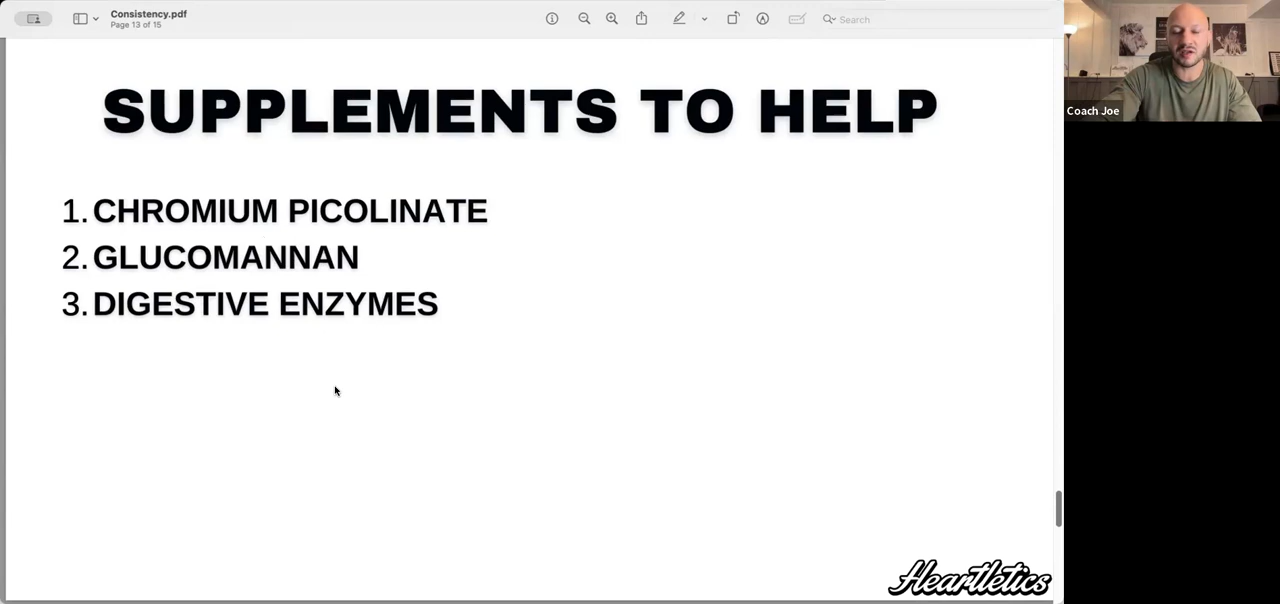 Consistency.pdf
Page 13 of 15
Search
SUPPLEMENTS TO HELP
1. CHROMIUM PICOLINATE
2. GLUCOMANNAN
3. DIGESTIVE ENZYMES
Heartletics
Coach Joe